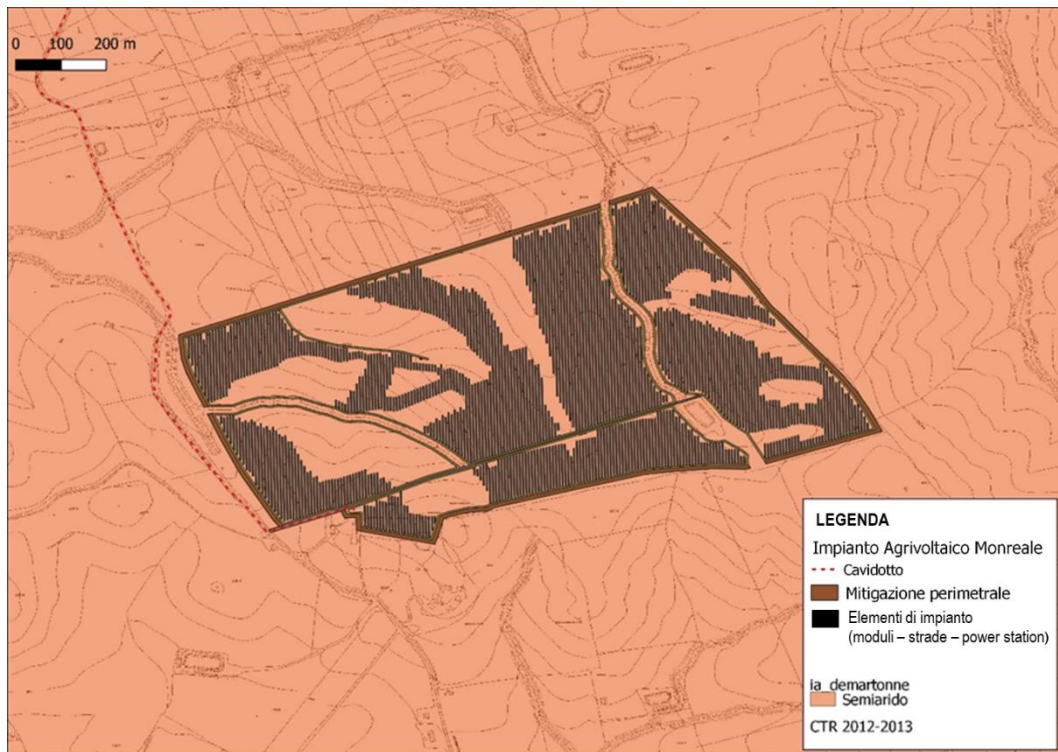 0 100 200 m
LEGENDA
Impianto Agrivoltaico Monreale
Cavidotto
Mitigazione perimetrale
Elementi di impianto
(moduli – strade – power station)
ia_demartonne
Semiarido
CTR 2012-2013